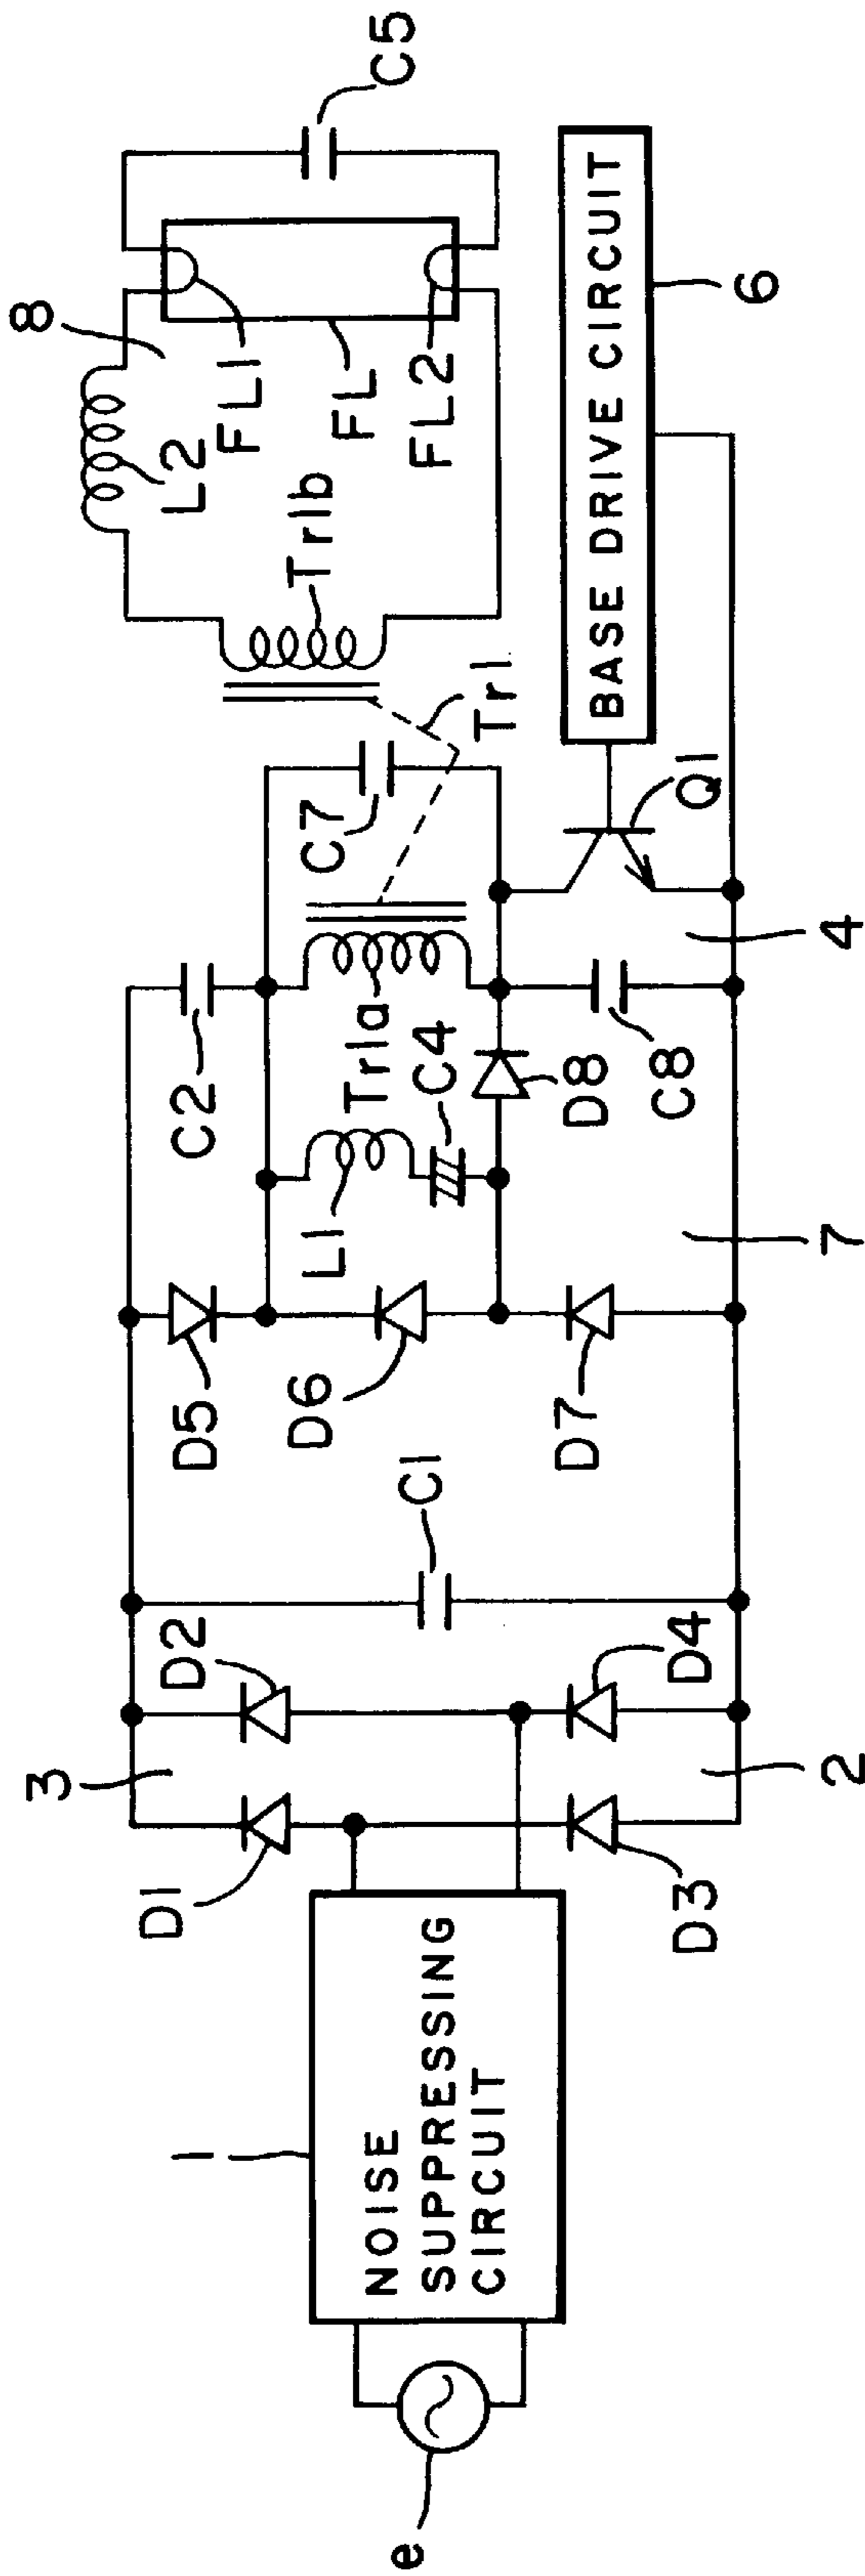 e
1
NOISE
SUPPRESSING
CIRCUIT
D1
3
D2
D3
2
D4
C1
D5
D6
D7
7
C2
L1
Tr1a
C4
D8
C8
4
C7
Tr1
Q1
BASE DRIVE CIRCUIT
6
Tr1b
L2
8
FL1
FL
FL2
C5